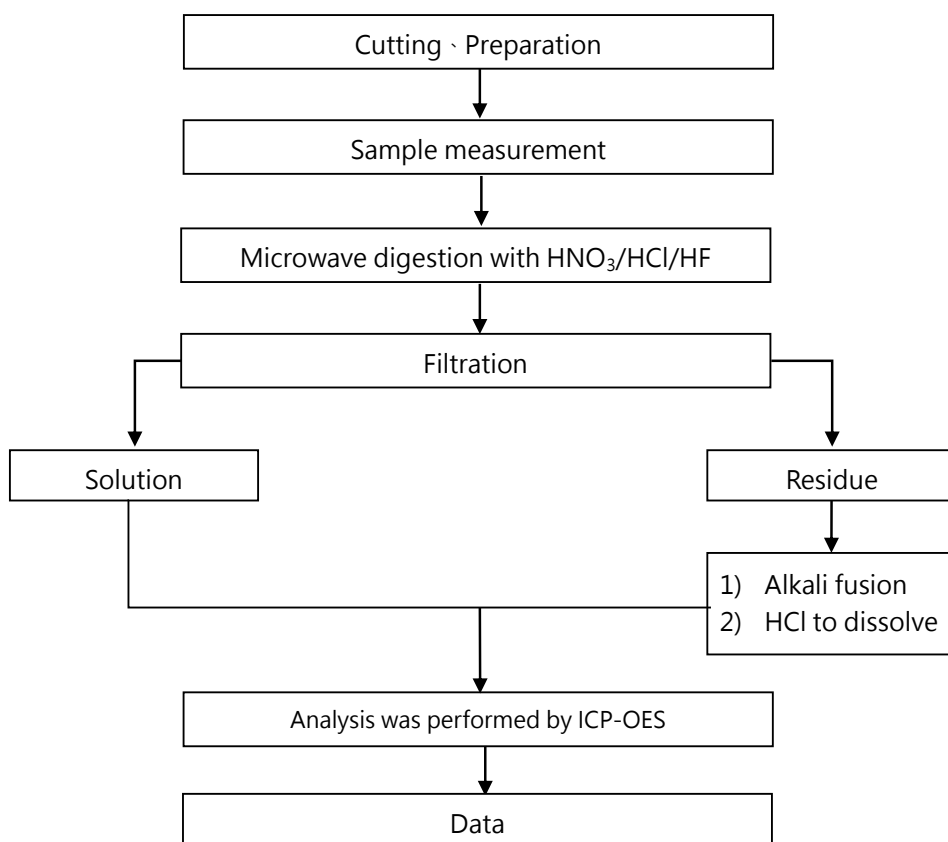 Cutting、Preparation
Sample measurement
Microwave digestion with HNO₃/HCl/HF
Filtration
Solution
Residue
1) Alkali fusion
2) HCl to dissolve
Analysis was performed by ICP-OES
Data